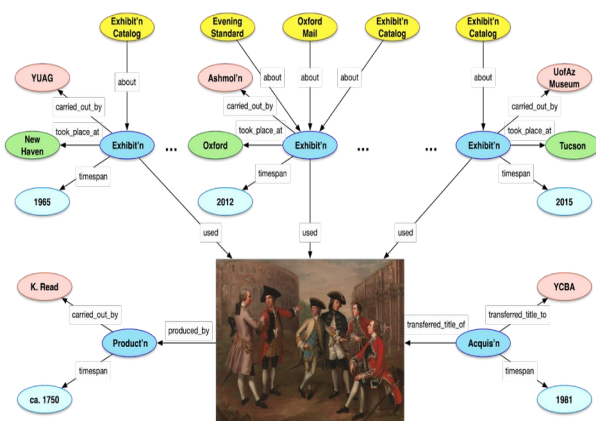 Exhibit'n
Catalog
Evening
Standard
Oxford
Mail
Exhibit'n
Catalog
Exhibit'n
Catalog
about
about
about
about
about
YUAG
carried_out_by
Ashmol'n
carried_out_by
UofAz
Museum
carried_out_by
New
Haven
took_place_at
Exhibit'n
...
Oxford
took_place_at
Exhibit'n
...
...
Exhibit'n
took_place_at
Tucson
timespan
timespan
timespan
1965
2012
2015
used
used
used
K. Read
carried_out_by
YCBA
transferred_title_to
Product'n
produced_by
transferred_title_of
Acquis'n
timespan
timespan
ca. 1750
1981